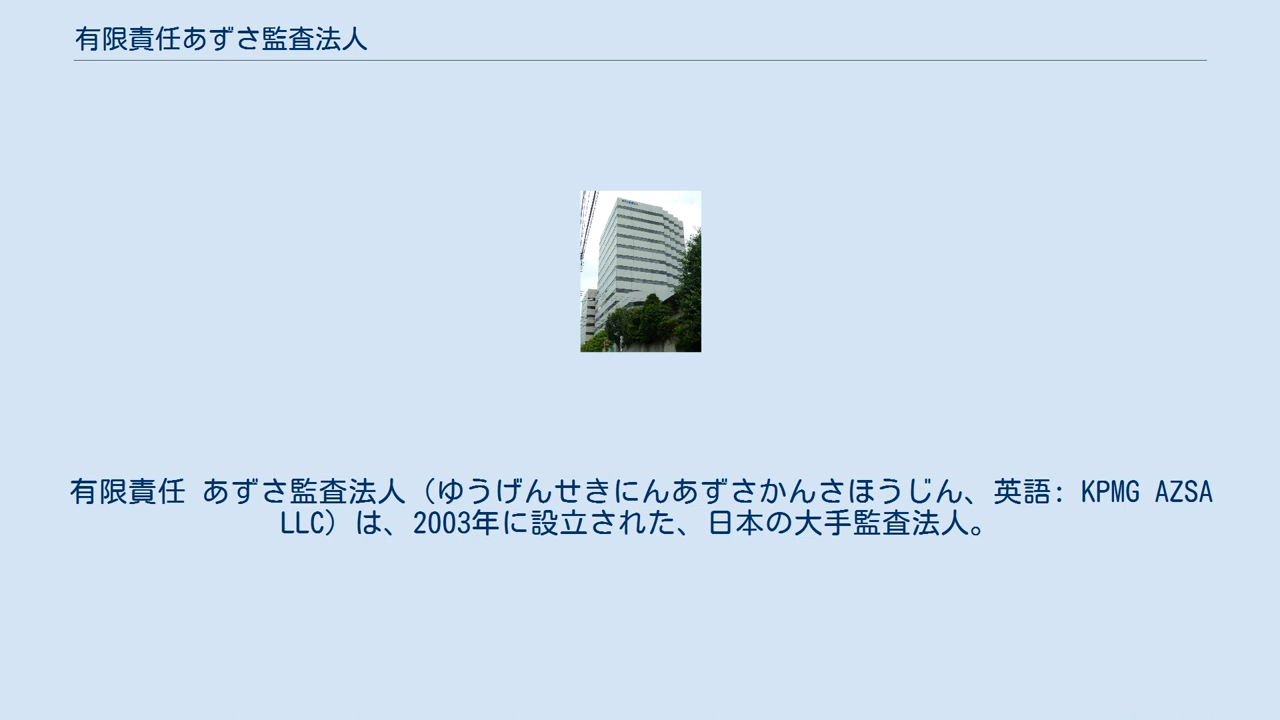 有限責任あずさ監査法人
有限責任 あずさ監査法人（ゆうげんせきにんあずさかんさほうじん、英語: KPMG AZSA
LLC）は、2003年に設立された、日本の大手監査法人。